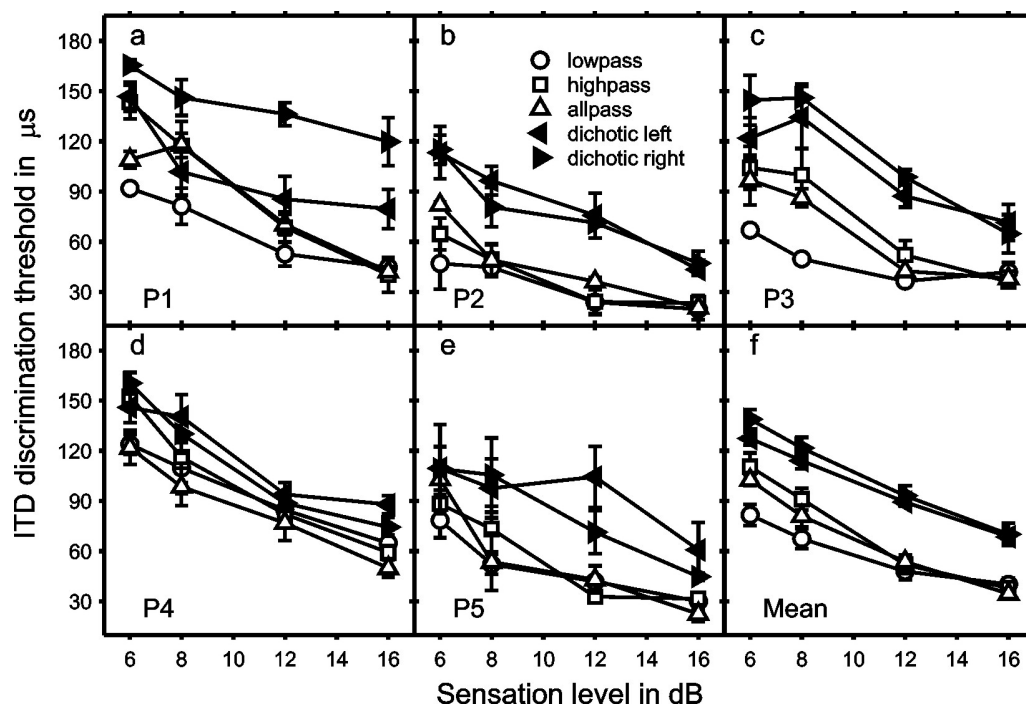 ITD discrimination threshold in μs
180
150
120
90
60
30
a
P1
b
lowpass
highpass
allpass
dichotic left
dichotic right
P2
c
P3
180
150
120
90
60
30
d
P4
e
P5
f
Mean
6 8 10 12 14 16
6 8 10 12 14 16
6 8 10 12 14 16
Sensation level in dB